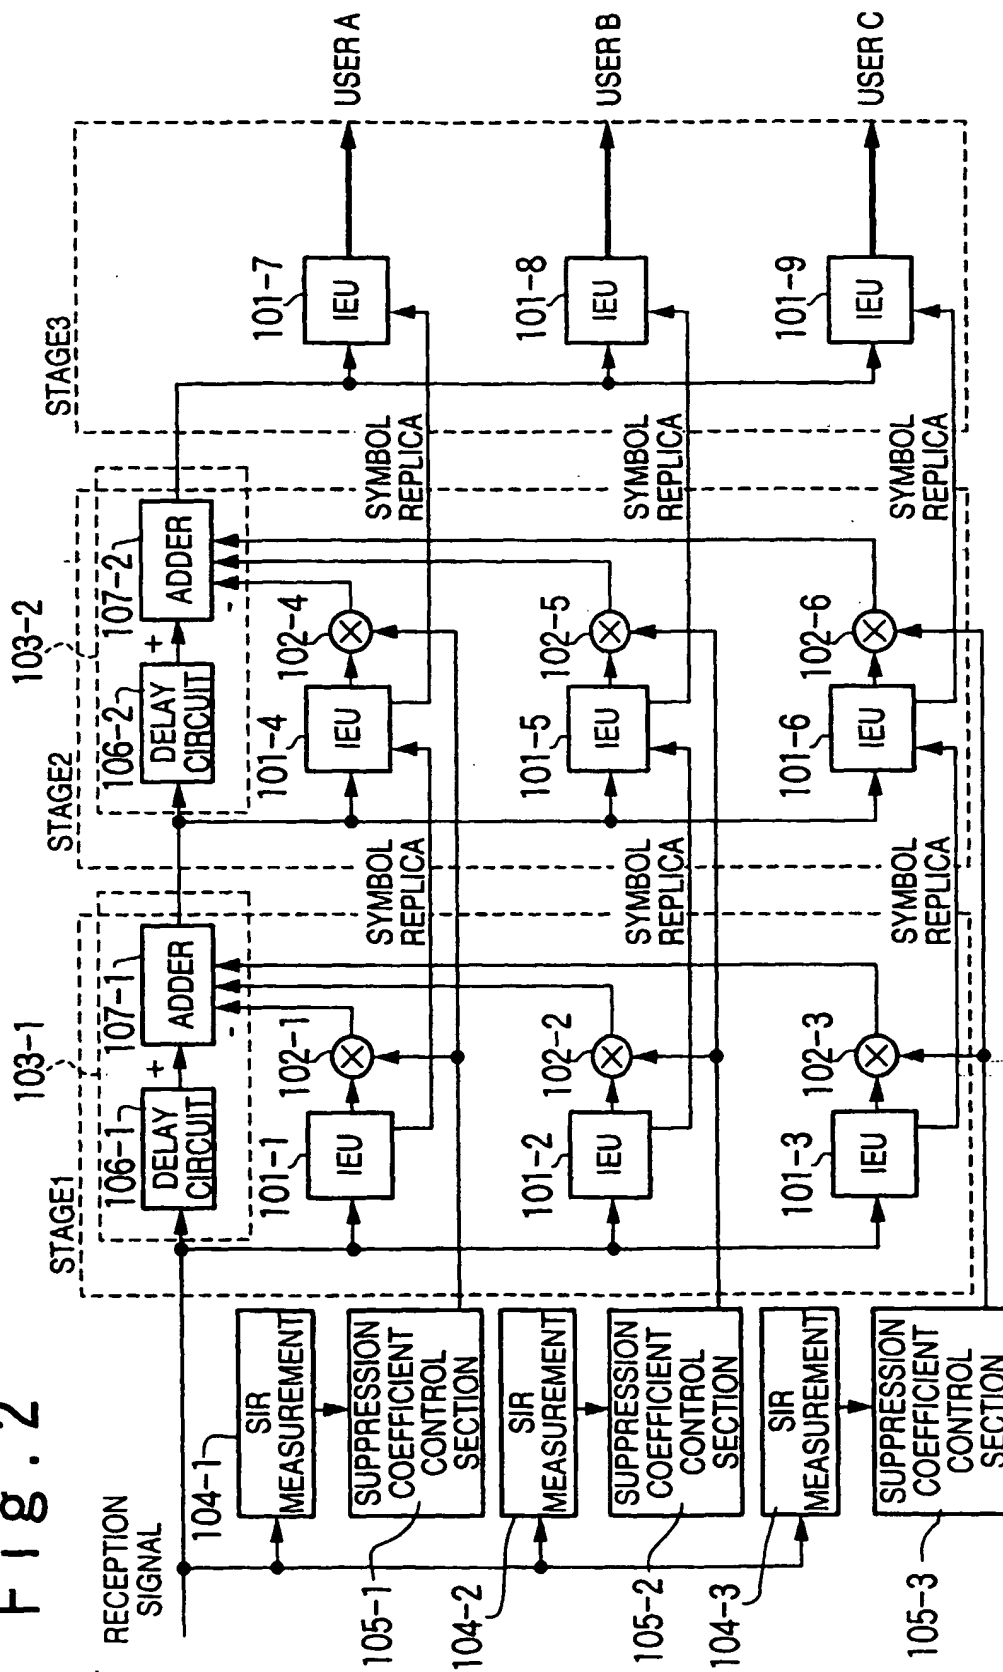 Fig.2
RECEPTION
SIGNAL
104-1
SIR
MEASUREMENT
105-1
SUPPRESSION
COEFFICIENT
CONTROL
SECTION
104-2
SIR
MEASUREMENT
105-2
SUPPRESSION
COEFFICIENT
CONTROL
SECTION
104-3
SIR
MEASUREMENT
105-3
SUPPRESSION
COEFFICIENT
CONTROL
SECTION
STAGE1
103-1
106-1
DELAY
CIRCUIT
+
107-1
ADDER
-
101-1
IEU
102-1
SYMBOL
REPLICA
101-2
IEU
102-2
SYMBOL
REPLICA
101-3
IEU
102-3
SYMBOL
REPLICA
STAGE2
103-2
106-2
DELAY
CIRCUIT
+
107-2
ADDER
-
101-4
IEU
102-4
SYMBOL
REPLICA
101-5
IEU
102-5
SYMBOL
REPLICA
101-6
IEU
102-6
SYMBOL
REPLICA
STAGE3
101-7
IEU
USER A
101-8
IEU
USER B
101-9
IEU
USER C